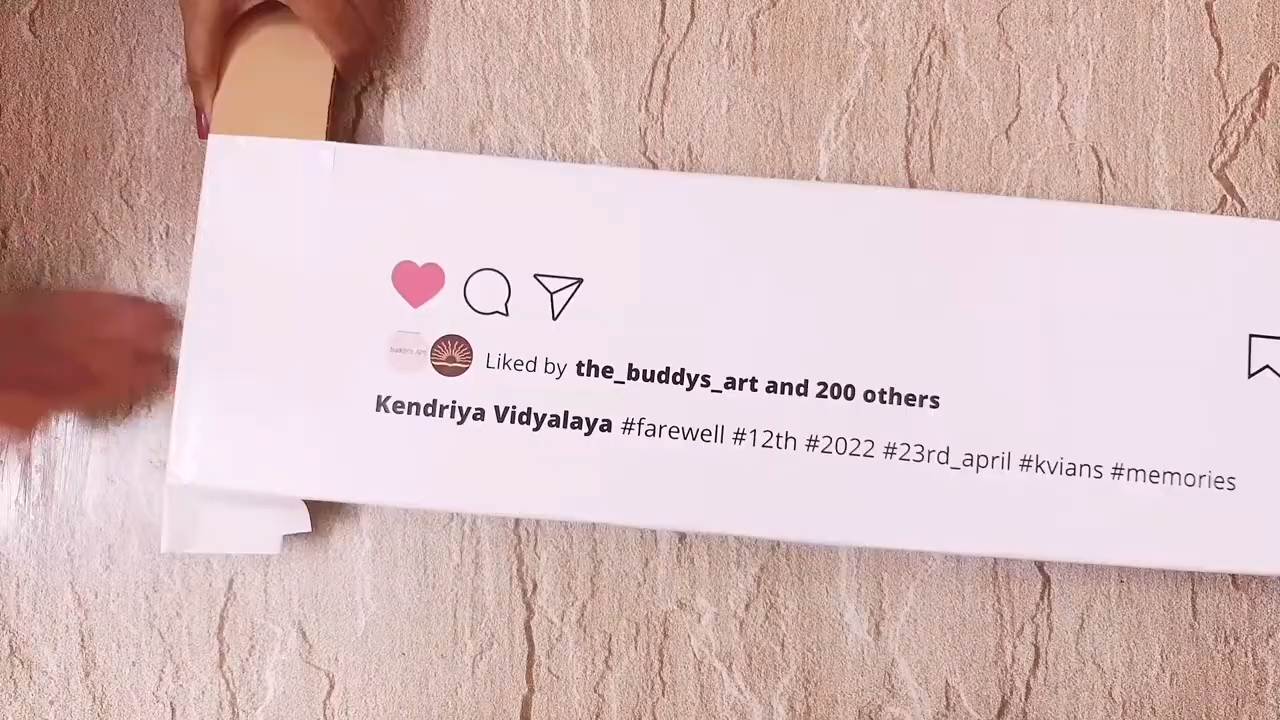 Liked by the_buddys_art and 200 others
Kendriya Vidyalaya #farewell #12th #2022 #23rd_april #kvians #memories